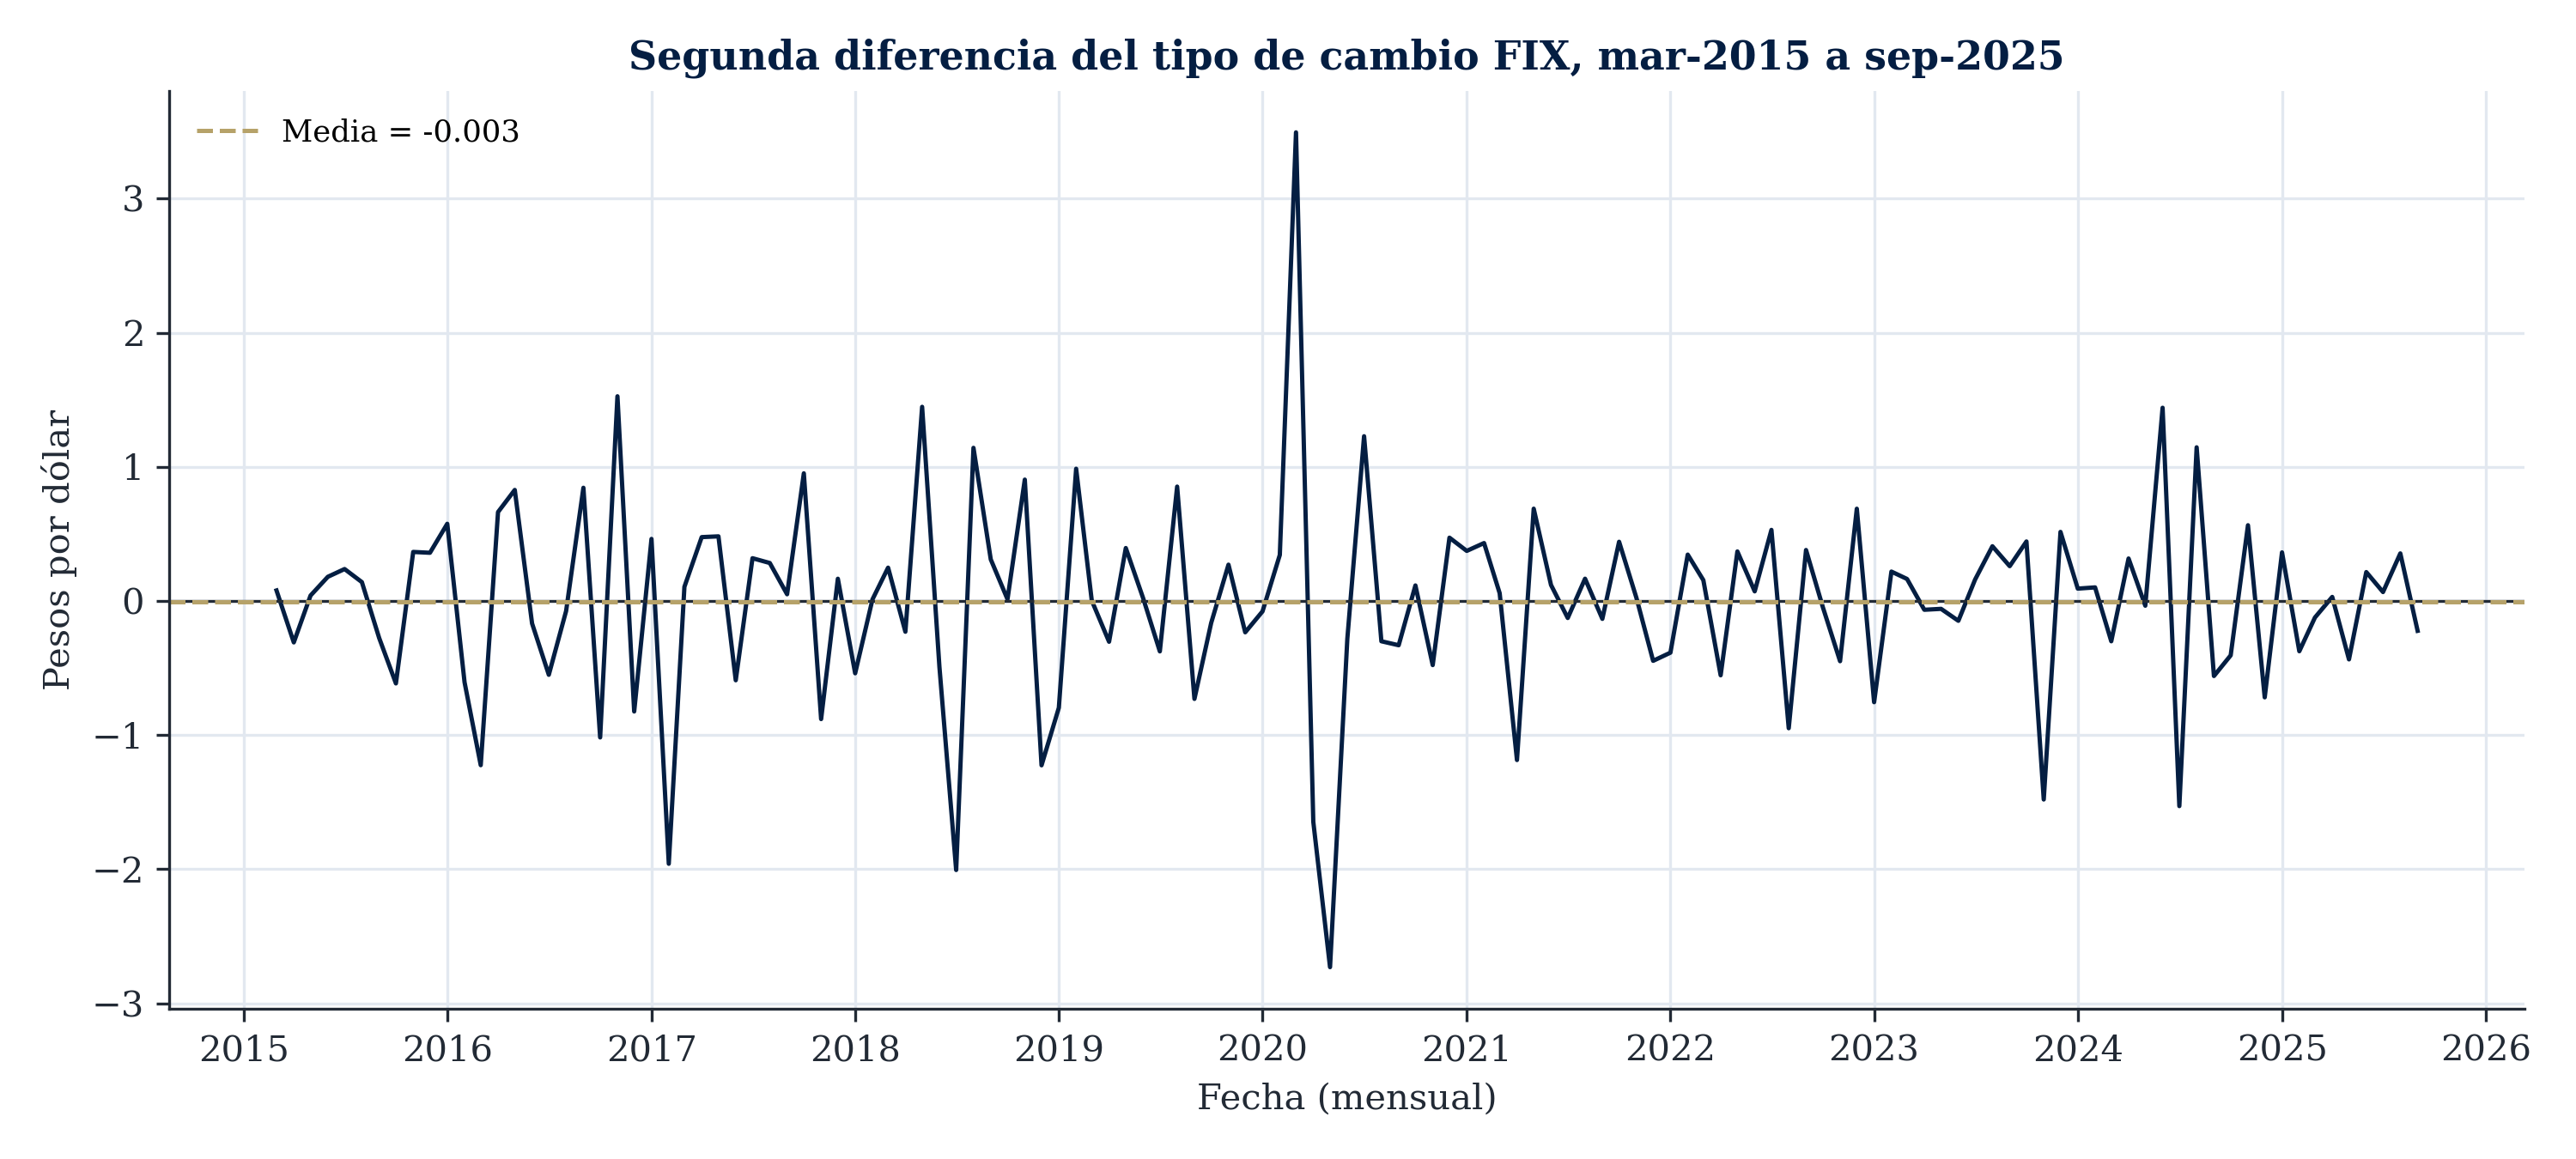 Segunda diferencia del tipo de cambio FIX, mar-2015 a sep-2025
Media = -0.003
Pesos por dólar
3
2
1
0
−1
−2
−3
2015 2016 2017 2018 2019 2020 2021 2022 2023 2024 2025 2026
Fecha (mensual)